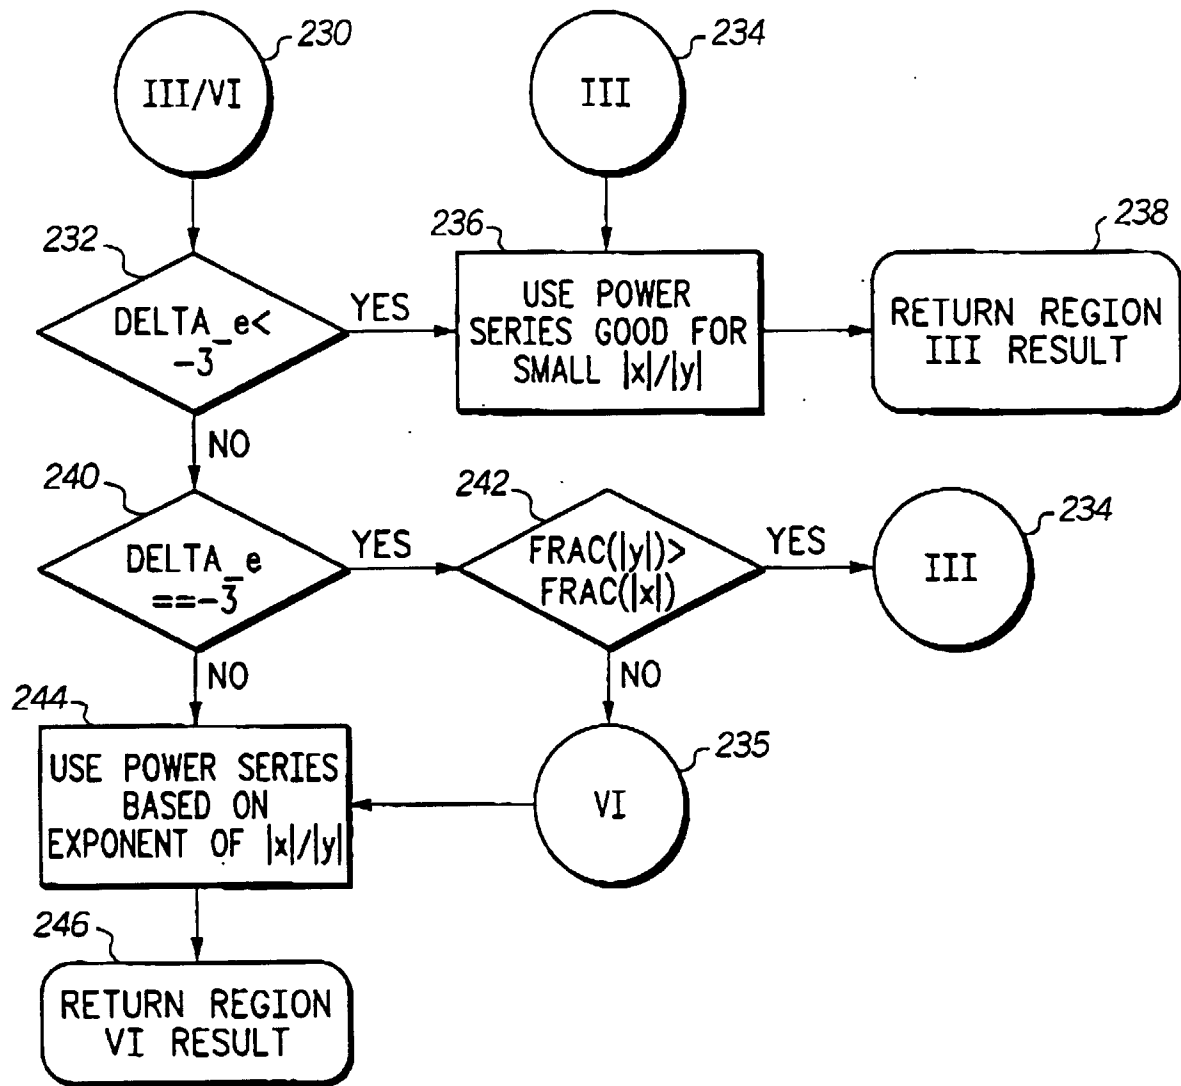 230
III/VI
234
III
232
DELTA_e<
-3
YES
236
USE POWER
SERIES GOOD FOR
SMALL |x|/|y|
238
RETURN REGION
III RESULT
NO
240
DELTA_e
==-3
YES
242
FRAC(|y|)>
FRAC(|x|)
YES
234
III
NO
NO
244
USE POWER SERIES
BASED ON
EXPONENT OF |x|/|y|
235
VI
246
RETURN REGION
VI RESULT